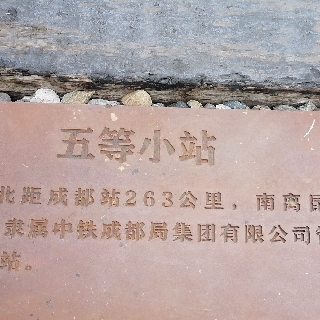 五等小站
北距成都站263公里，南离昆
隶属中铁成都局集团有限公司
站。